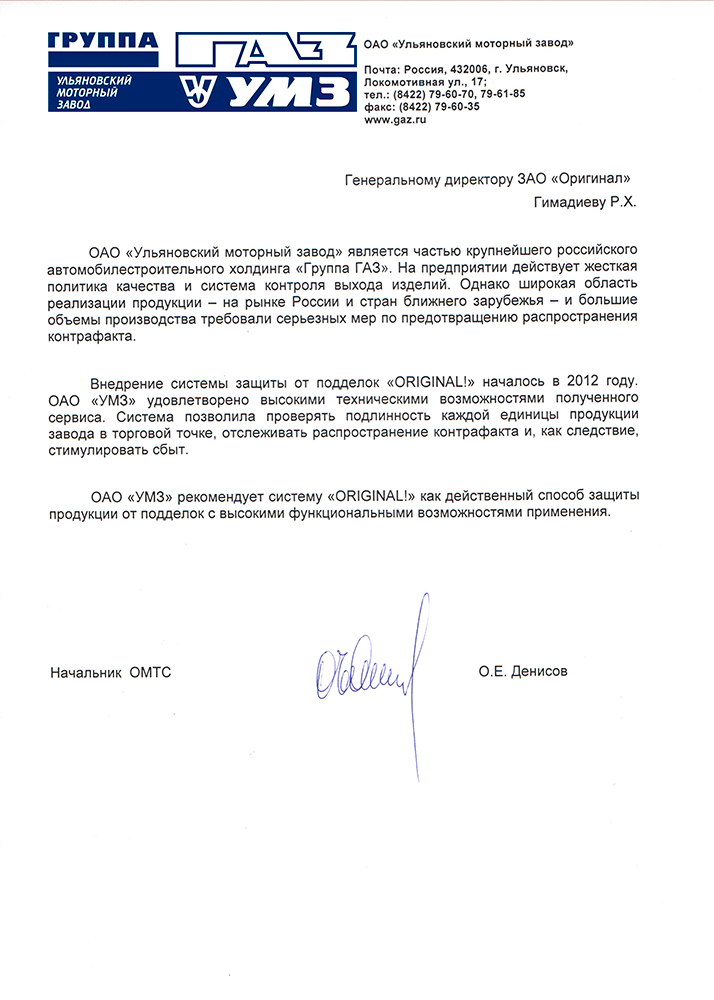 ГРУППА
УЛЬЯНОВСКИЙ
МОТОРНЫЙ
ЗАВОД
ГАЗ
УМЗ
ОАО «Ульяновский моторный завод»
Почта: Россия, 432006, г. Ульяновск,
Локомотивная ул., 17;
тел.: (8422) 79-60-70, 79-61-85
факс: (8422) 79-60-35
www.gaz.ru
Генеральному директору ЗАО «Оригинал»
Гимадиеву Р.Х.
ОАО «Ульяновский моторный завод» является частью крупнейшего российского
автомобилестроительного холдинга «Группа ГАЗ». На предприятии действует жесткая
политика качества и система контроля выхода изделий. Однако широкая область
реализации продукции – на рынке России и стран ближнего зарубежья – и большие
объемы производства требовали серьезных мер по предотвращению распространения
контрафакта.
Внедрение системы защиты от подделок «ORIGINAL!» началось в 2012 году.
ОАО «УМЗ» удовлетворено высокими техническими возможностями полученного
сервиса. Система позволила проверять подлинность каждой единицы продукции
завода в торговой точке, отслеживать распространение контрафакта и, как следствие,
стимулировать сбыт.
ОАО «УМЗ» рекомендует систему «ORIGINAL!» как действенный способ защиты
продукции от подделок с высокими функциональными возможностями применения.
Начальник ОМТС
О.Е. Денисов